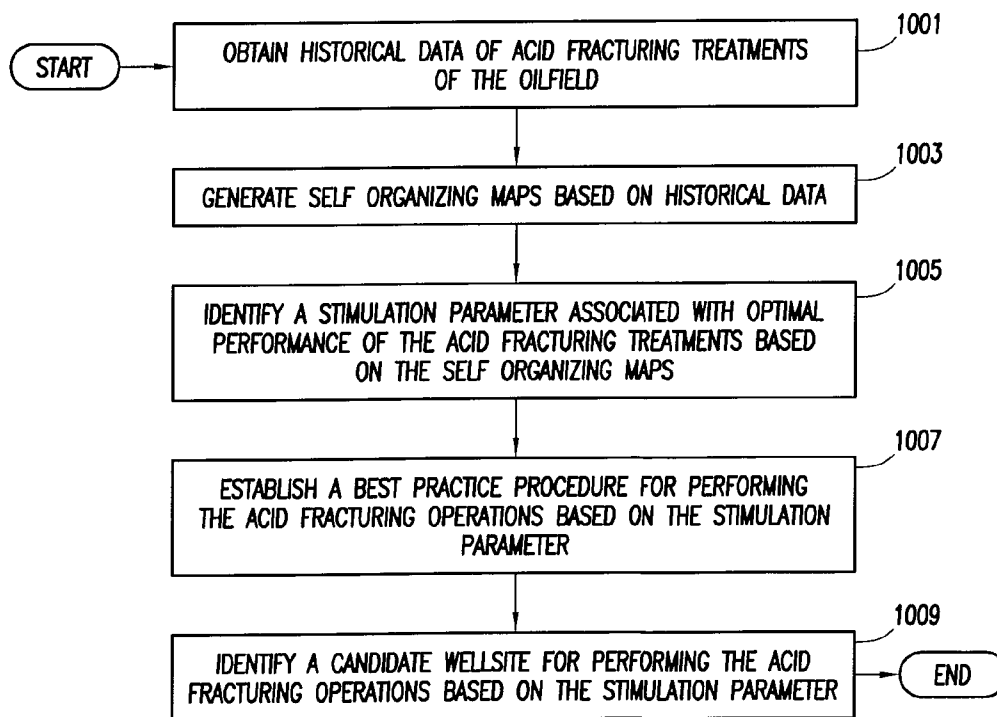 START
1001
OBTAIN HISTORICAL DATA OF ACID FRACTURING TREATMENTS
OF THE OILFIELD
1003
GENERATE SELF ORGANIZING MAPS BASED ON HISTORICAL DATA
1005
IDENTIFY A STIMULATION PARAMETER ASSOCIATED WITH OPTIMAL
PERFORMANCE OF THE ACID FRACTURING TREATMENTS BASED
ON THE SELF ORGANIZING MAPS
1007
ESTABLISH A BEST PRACTICE PROCEDURE FOR PERFORMING
THE ACID FRACTURING OPERATIONS BASED ON THE STIMULATION
PARAMETER
1009
IDENTIFY A CANDIDATE WELLSITE FOR PERFORMING THE ACID
FRACTURING OPERATIONS BASED ON THE STIMULATION PARAMETER
END